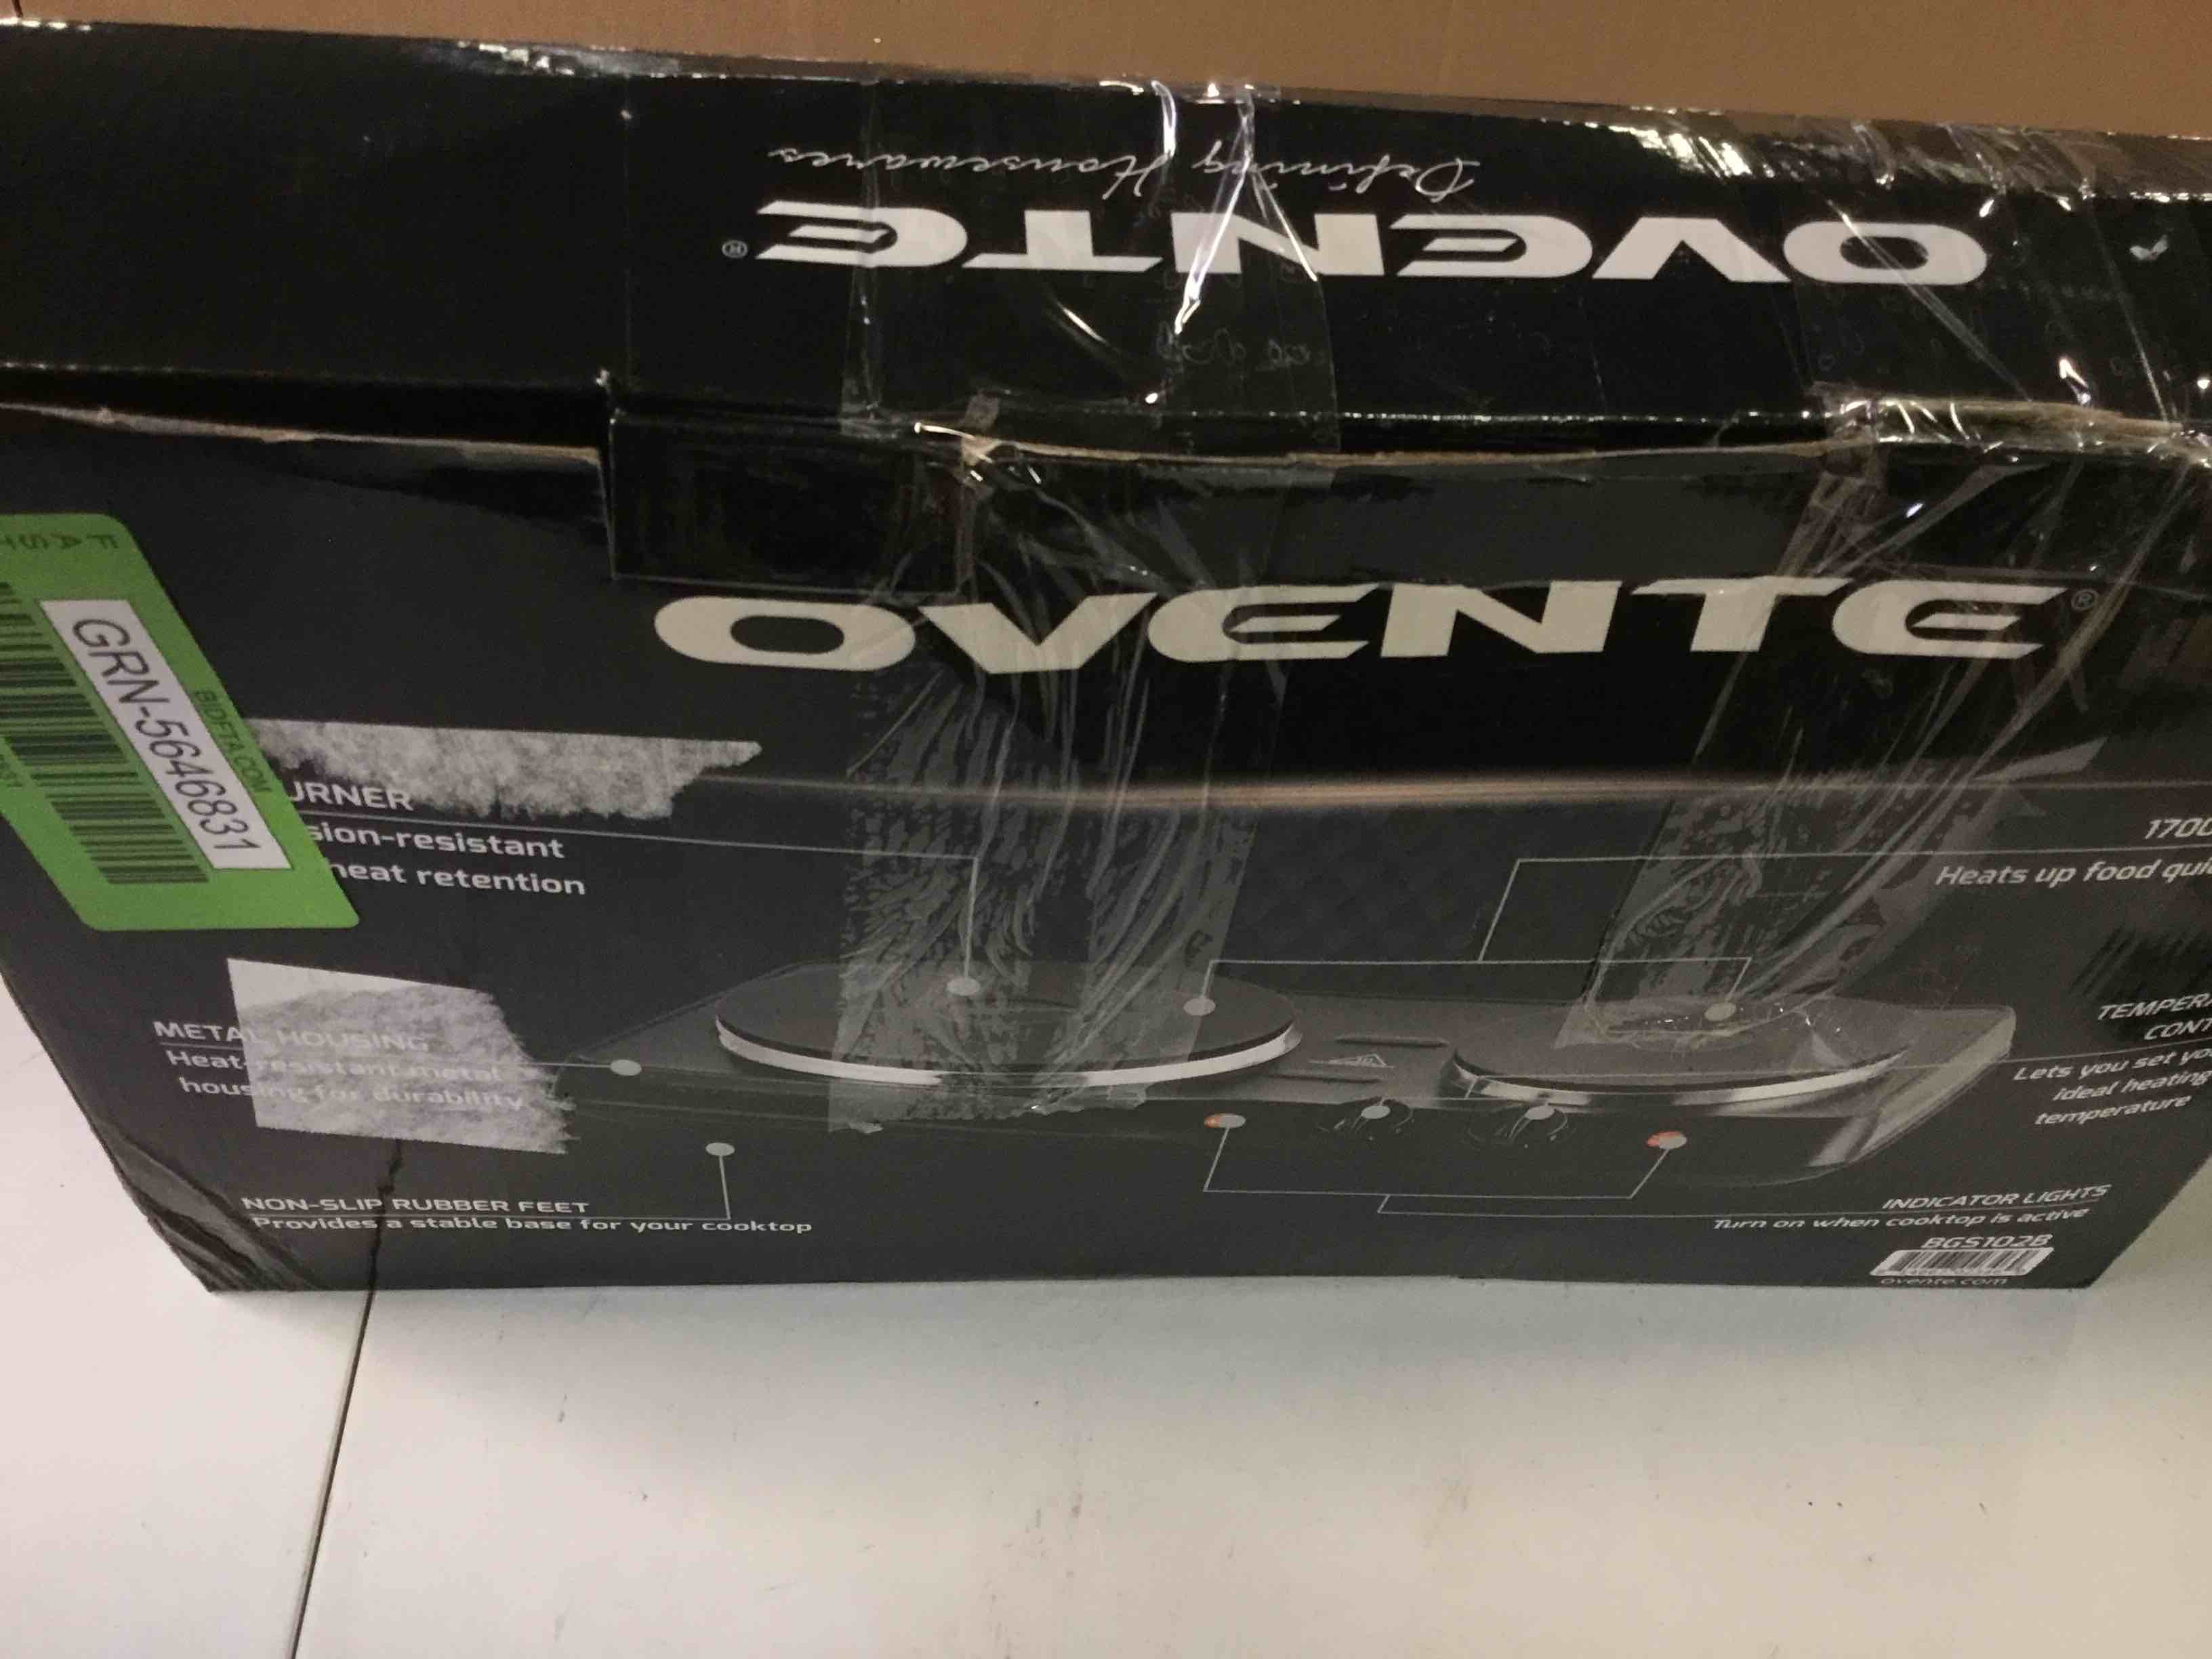 Defining Housewares
OVENTE®
OVENTE®
FAST
GRN-5646831
BIDFTA.COM
URNER
sion-resistant
heat retention
1700
Heats up food qui
METAL HOUSING
Heat-resistant metal
housing for durability
TEMPERA
CONT
Lets you set yo
ideal heating
temperature
NON-SLIP RUBBER FEET
Provides a stable base for your cooktop
INDICATOR LIGHTS
Turn on when cooktop is active
BGS102B
ovente.com